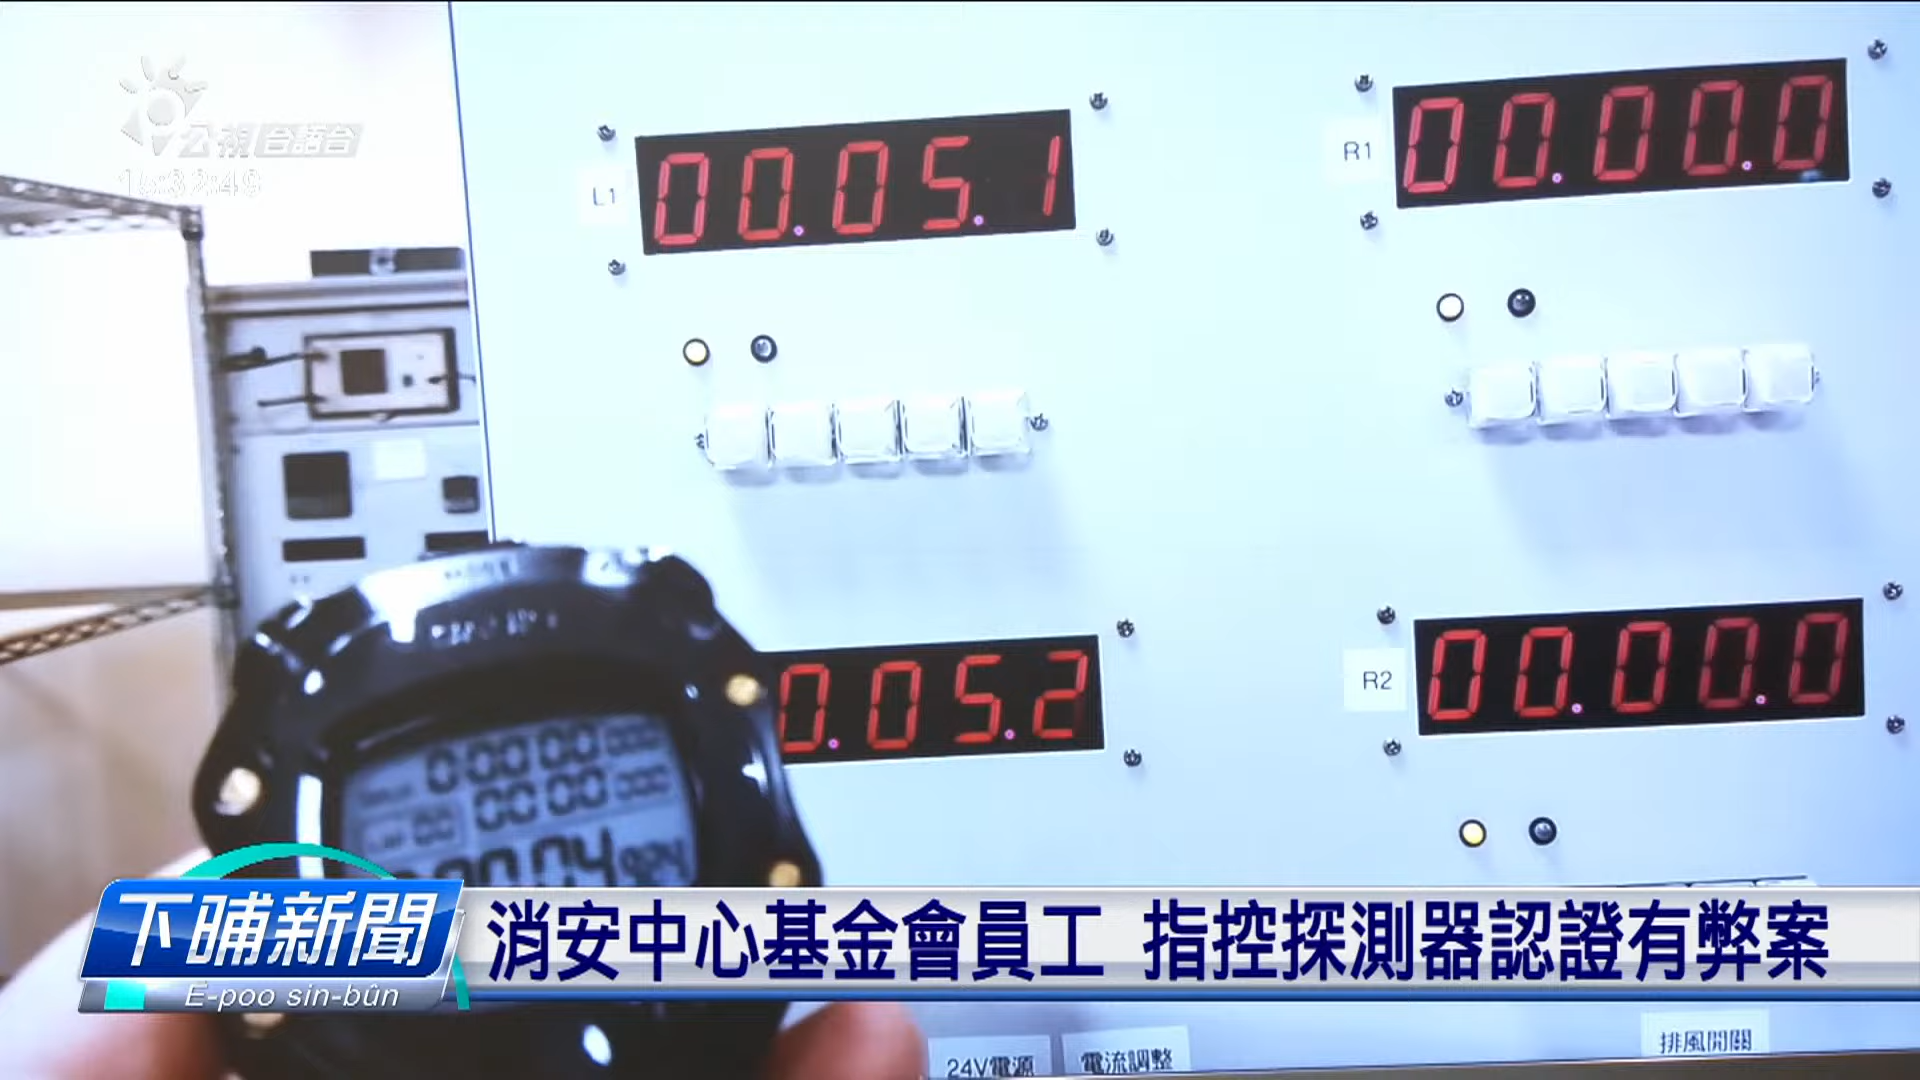 公視台語台
15:32:49
L1
00.05.1
R1
00.00.0
0.05.2
R2
00.00.0
下晡新聞
E-poo sin-bûn
消安中心基金會員工 指控探測器認證有弊案
24V電源
電流調整
排風開關